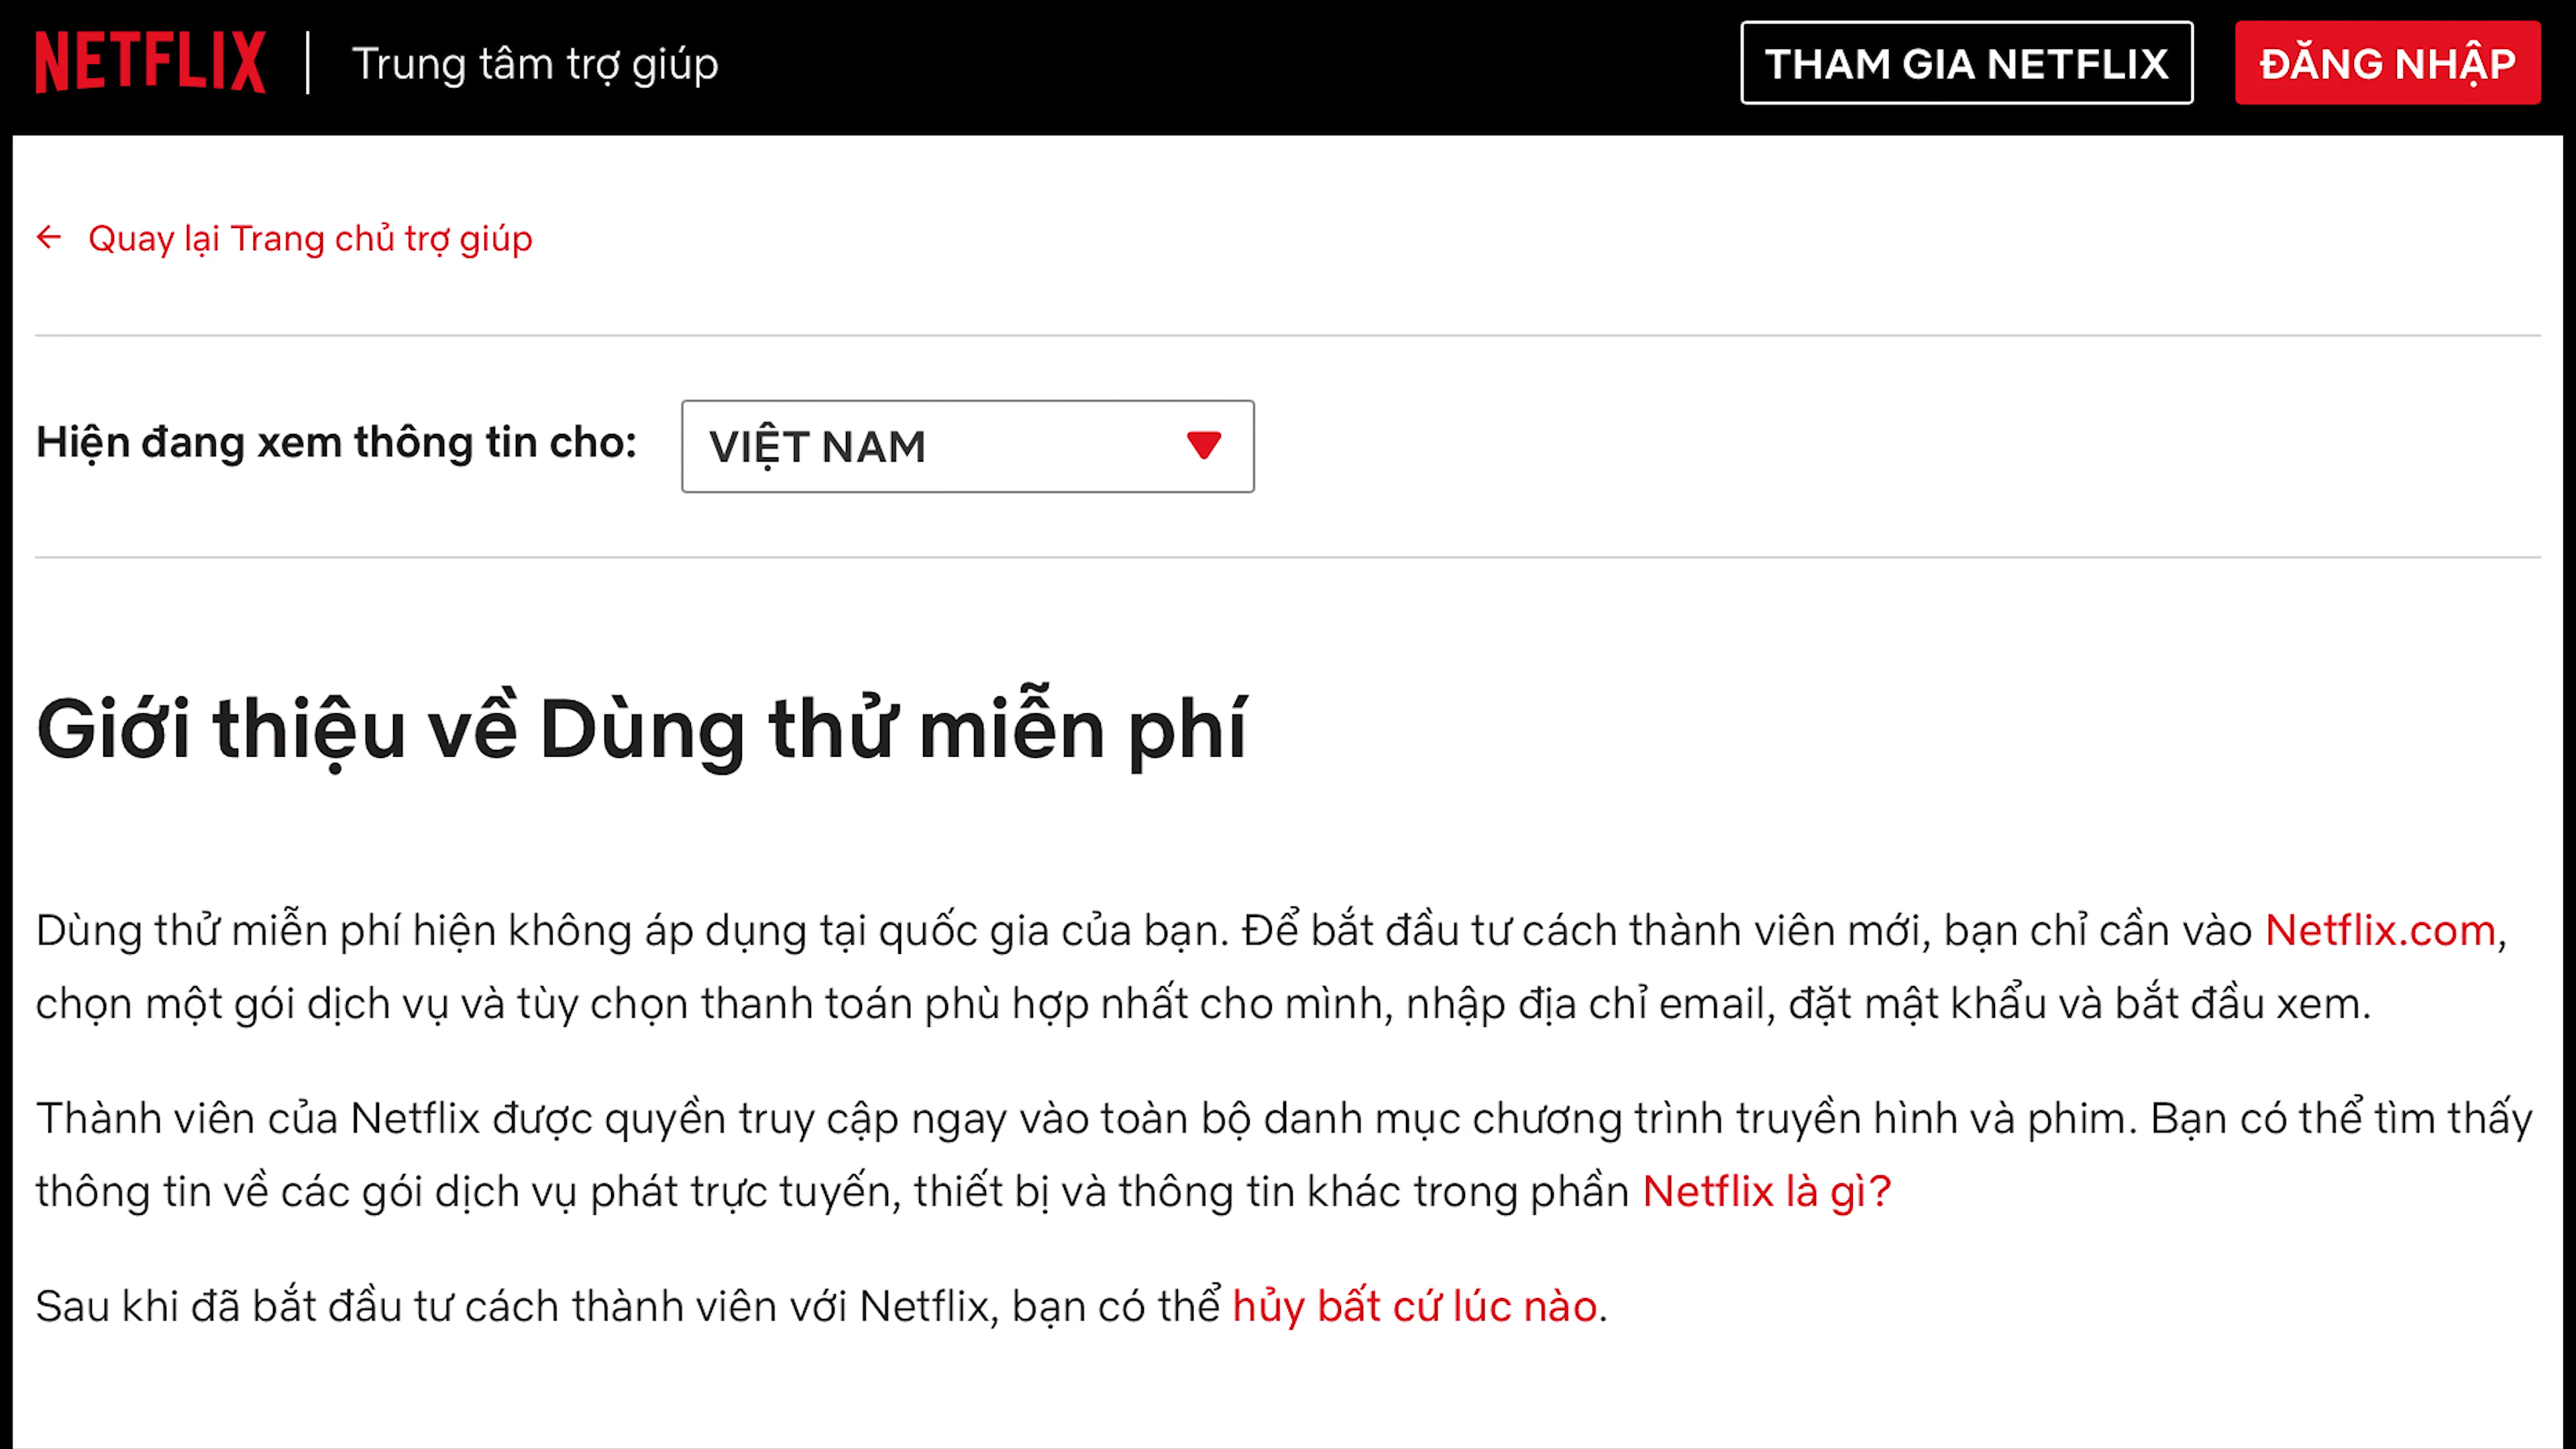 NETFLIX | Trung tâm trợ giúp THAM GIA NETFLIX ĐĂNG NHẬP
← Quay lại Trang chủ trợ giúp
Hiện đang xem thông tin cho: VIỆT NAM
Giới thiệu về Dùng thử miễn phí
Dùng thử miễn phí hiện không áp dụng tại quốc gia của bạn. Để bắt đầu tư cách thành viên mới, bạn chỉ cần vào Netflix.com,
chọn một gói dịch vụ và tùy chọn thanh toán phù hợp nhất cho mình, nhập địa chỉ email, đặt mật khẩu và bắt đầu xem.
Thành viên của Netflix được quyền truy cập ngay vào toàn bộ danh mục chương trình truyền hình và phim. Bạn có thể tìm thấy
thông tin về các gói dịch vụ phát trực tuyến, thiết bị và thông tin khác trong phần Netflix là gì?
Sau khi đã bắt đầu tư cách thành viên với Netflix, bạn có thể hủy bất cứ lúc nào.